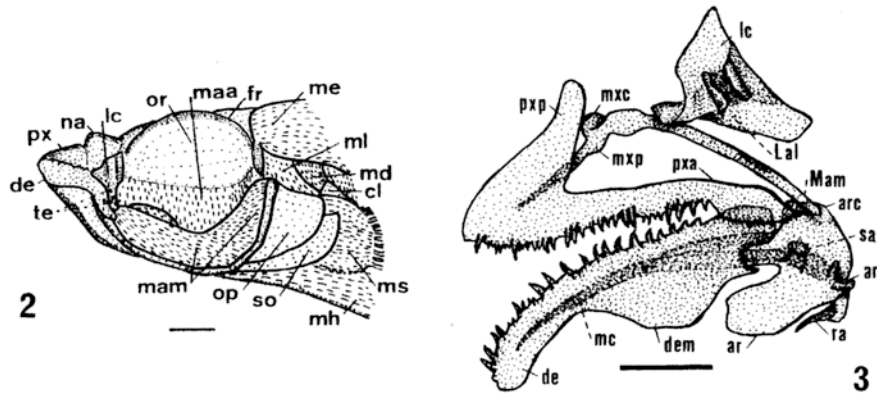 px na lc or maa fr me
de
te
ml
md
cl
mam op so ms
mh
2
lc
pxp mxc
mxp Lal
pxa Mam
arc
sa
an
ra
mc dem ar
de
3